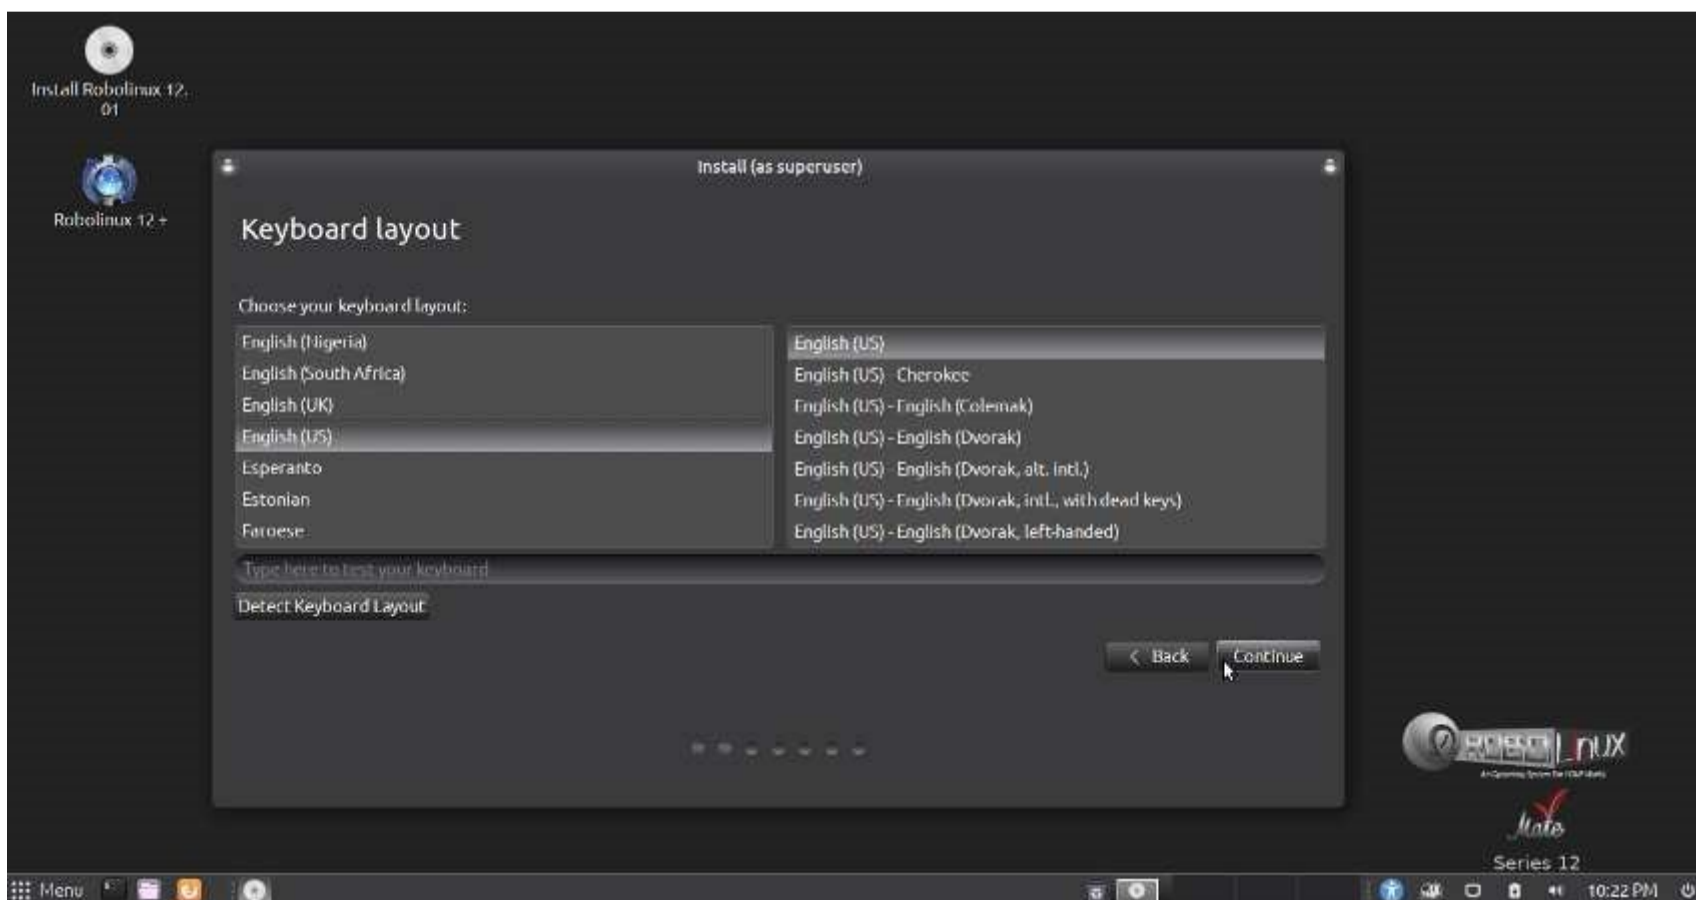 Install Robolinux 12.
01
Robolinux 12 +
Install (as superuser)
Keyboard layout
Choose your keyboard layout:
English (Nigeria)
English (South Africa)
English (UK)
English (US)
Esperanto
Estonian
Faroese
English (US)
English (US) Cherokee
English (US) - English (Colemak)
English (US) - English (Dvorak)
English (US) English (Dvorak, alt. intl.)
English (US) - English (Dvorak, intl., with dead keys)
English (US) - English (Dvorak, left-handed)
Type here to test your keyboard
Detect Keyboard Layout
< Back
Continue
ROBOLinUX
Mate
Series 12
Menu
10:22 PM